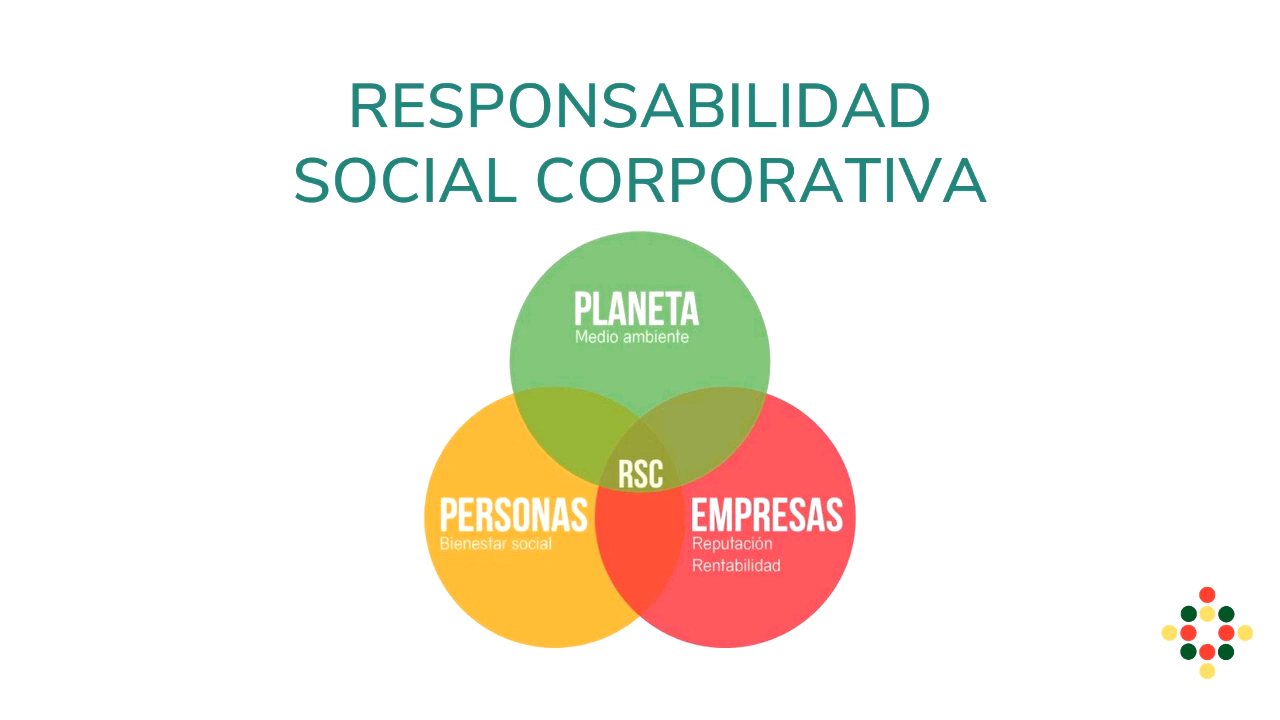 RESPONSABILIDAD
SOCIAL CORPORATIVA
PLANETA
Medio ambiente
RSC
PERSONAS
Bienestar social
EMPRESAS
Reputación
Rentabilidad